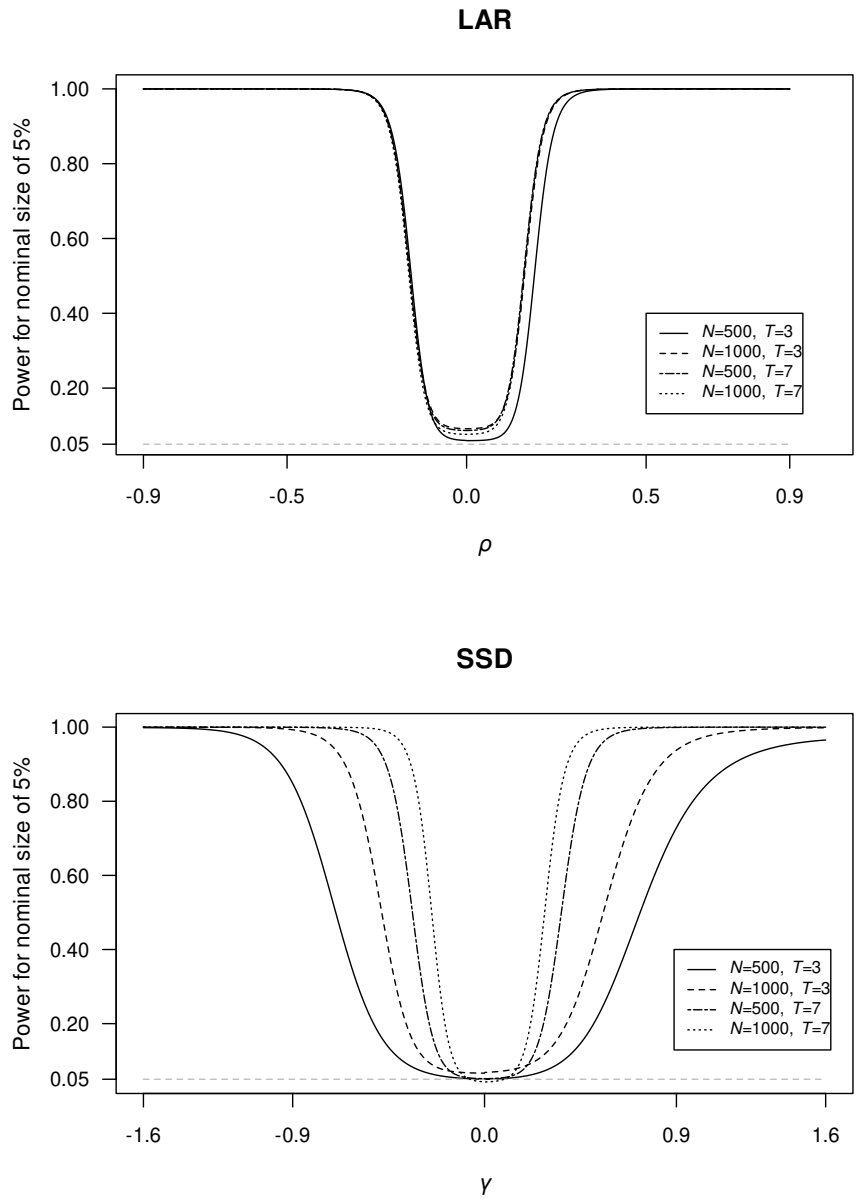 LAR
Power for nominal size of 5%
1.00
0.80
0.60
0.40
0.20
0.05
N=500, T=3
N=1000, T=3
N=500, T=7
N=1000, T=7
-0.9
-0.5
0.0
0.5
0.9
ρ
SSD
Power for nominal size of 5%
1.00
0.80
0.60
0.40
0.20
0.05
N=500, T=3
N=1000, T=3
N=500, T=7
N=1000, T=7
-1.6
-0.9
0.0
0.9
1.6
γ